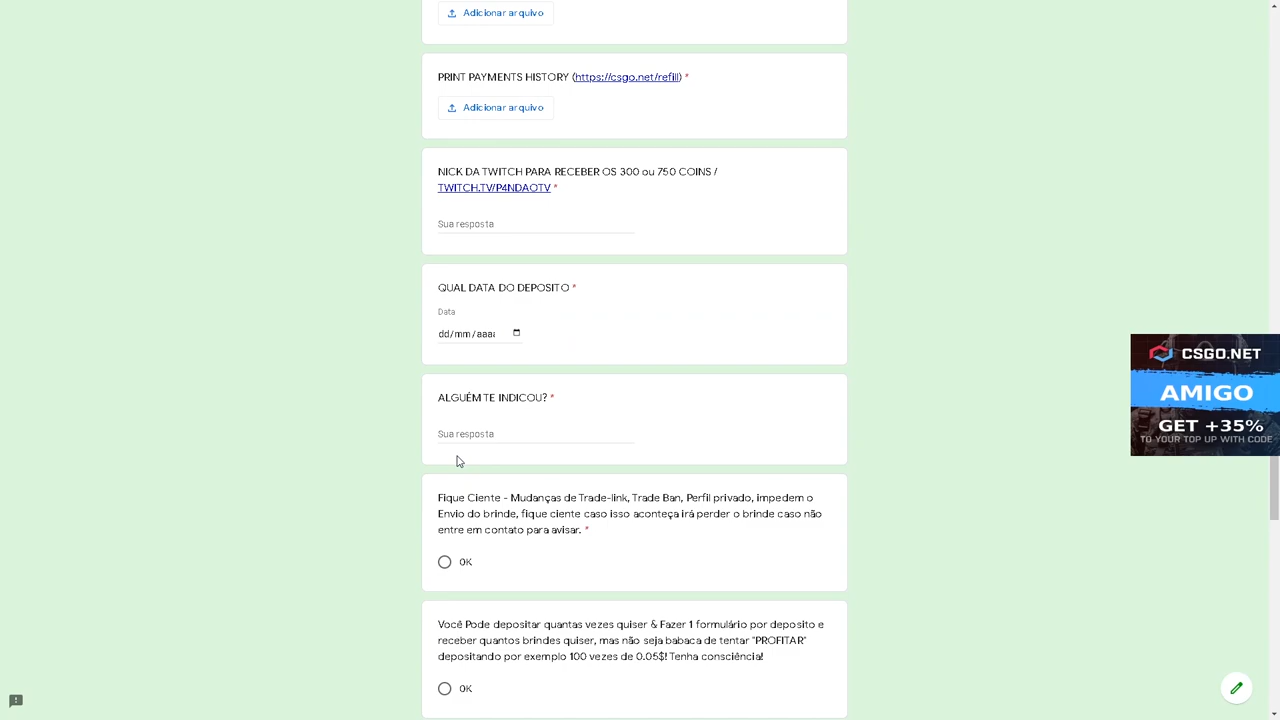 Adicionar arquivo
PRINT PAYMENTS HISTORY (https://csgo.net/refill) *
Adicionar arquivo
NICK DA TWITCH PARA RECEBER OS 300 ou 750 COINS /
TWITCH.TV/P4NDAOTV *
Sua resposta
QUAL DATA DO DEPOSITO *
Data
dd/mm/aaaa
ALGUÉM TE INDICOU? *
Sua resposta
Fique Ciente - Mudanças de Trade-link, Trade Ban, Perfil privado, impedem o
Envio do brinde, fique ciente caso isso aconteça irá perder o brinde caso não
entre em contato para avisar. *
OK
Você Pode depositar quantas vezes quiser & Fazer 1 formulário por deposito e
receber quantos brindes quiser, mas não seja babaca de tentar "PROFITAR"
depositando por exemplo 100 vezes de 0.05$! Tenha consciência!
OK
CSGO.NET
AMIGO
GET +35%
TO YOUR TOP UP WITH CODE